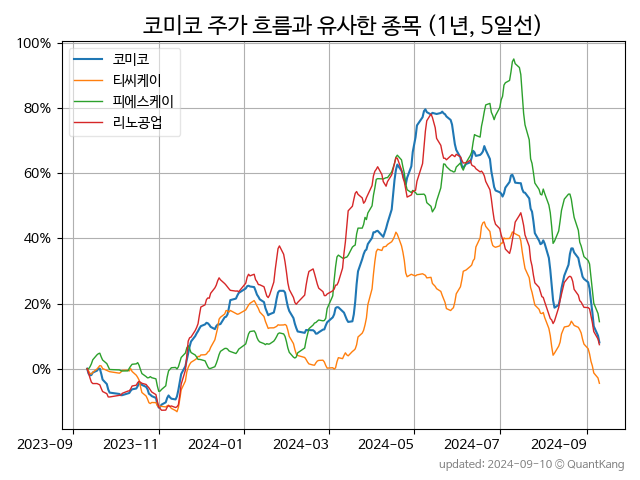 코미코 주가 흐름과 유사한 종목 (1년, 5일선)
100%
80%
60%
40%
20%
0%
코미코
티씨케이
피에스케이
리노공업
2023-09
2023-11
2024-01
2024-03
2024-05
2024-07
2024-09
updated: 2024-09-10 © QuantKang